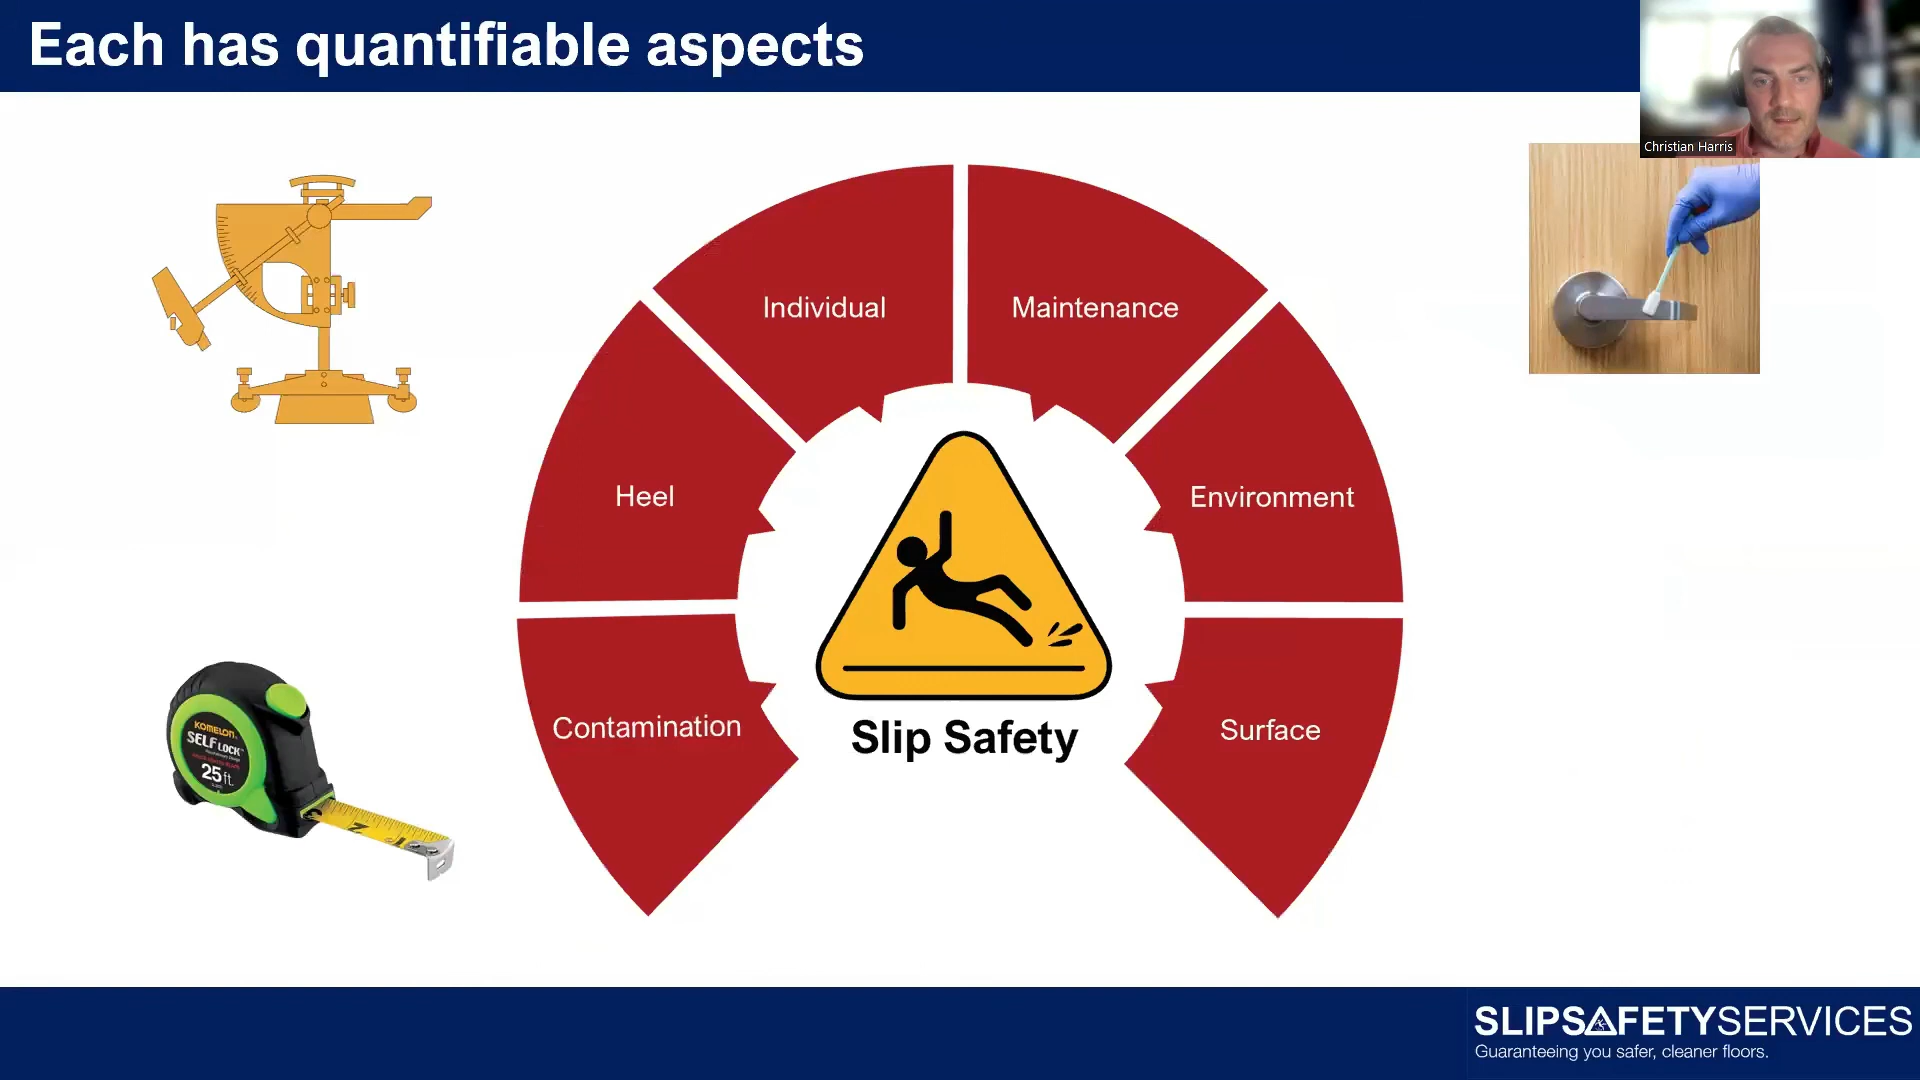 Each has quantifiable aspects
Christian Harris
Individual
Maintenance
Heel
Environment
Contamination
Surface
Slip Safety
KOMELON
SELF LOCK
25 ft.
SLIPSAFETYSERVICES
Guaranteeing you safer, cleaner floors.